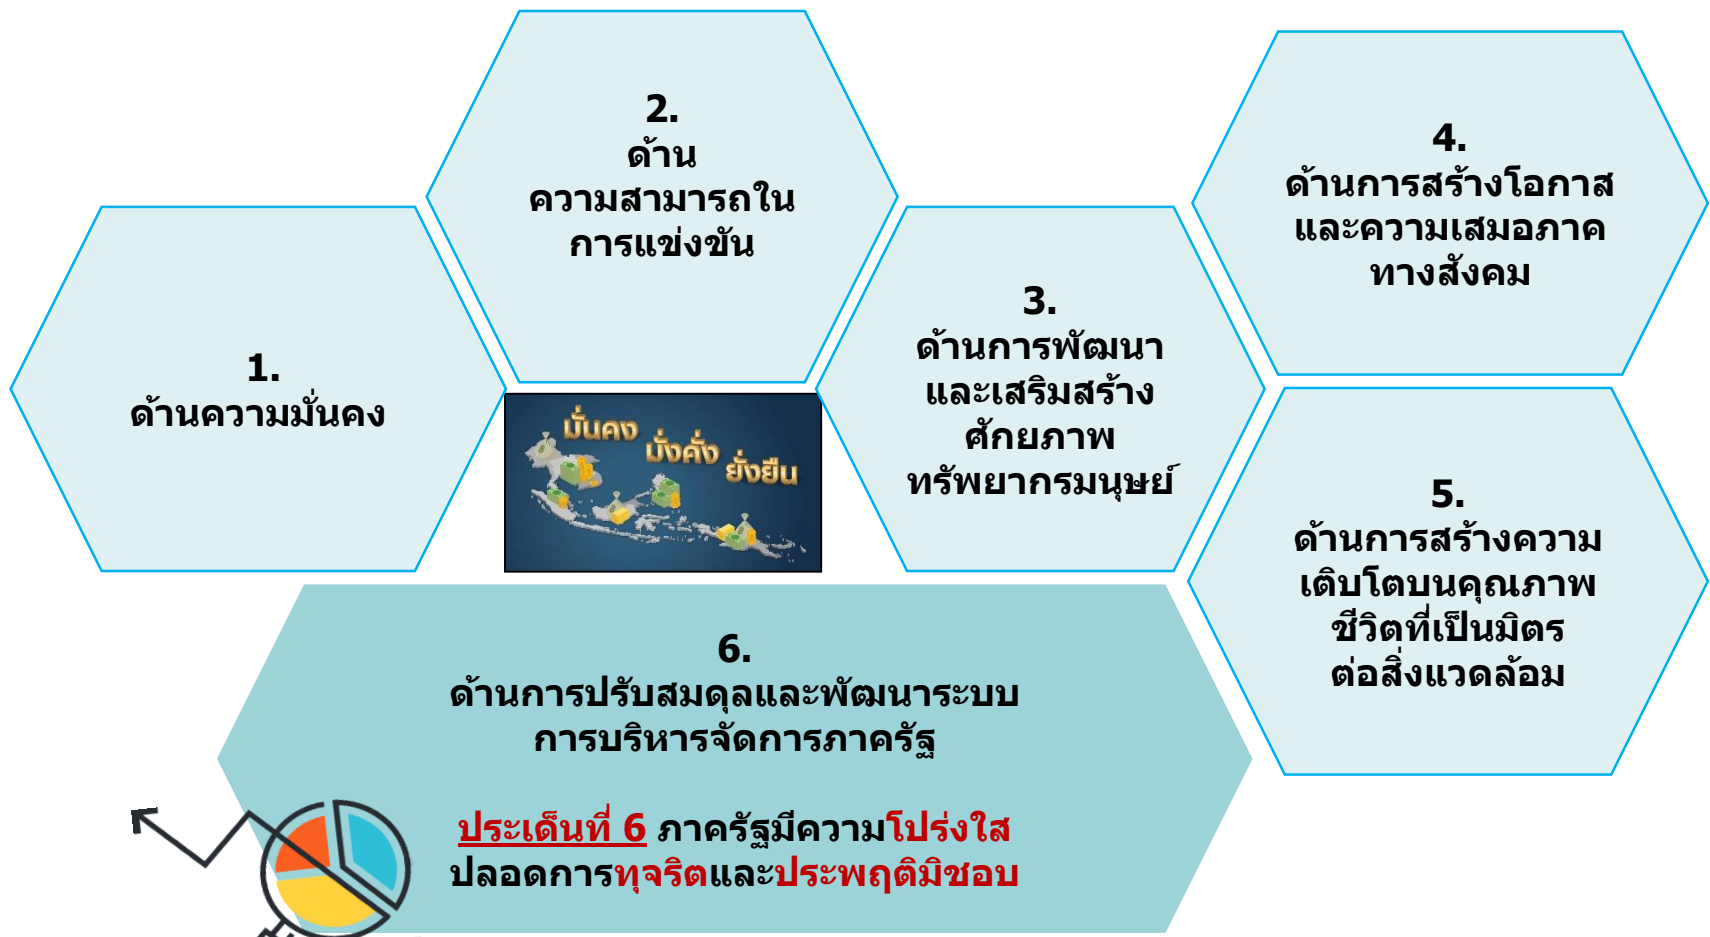 1.
ด้านความมั่นคง
2.
ด้าน
ความสามารถใน
การแข่งขัน
3.
ด้านการพัฒนา
และเสริมสร้าง
ศักยภาพ
ทรัพยากรมนุษย์
4.
ด้านการสร้างโอกาส
และความเสมอภาค
ทางสังคม
5.
ด้านการสร้างความ
เติบโตบนคุณภาพ
ชีวิตที่เป็นมิตร
ต่อสิ่งแวดล้อม
มั่นคง
มั่งคั่ง
ยั่งยืน
6.
ด้านการปรับสมดุลและพัฒนาระบบ
การบริหารจัดการภาครัฐ
ประเด็นที่ 6 ภาครัฐมีความโปร่งใส
ปลอดการทุจริตและประพฤติมิชอบ